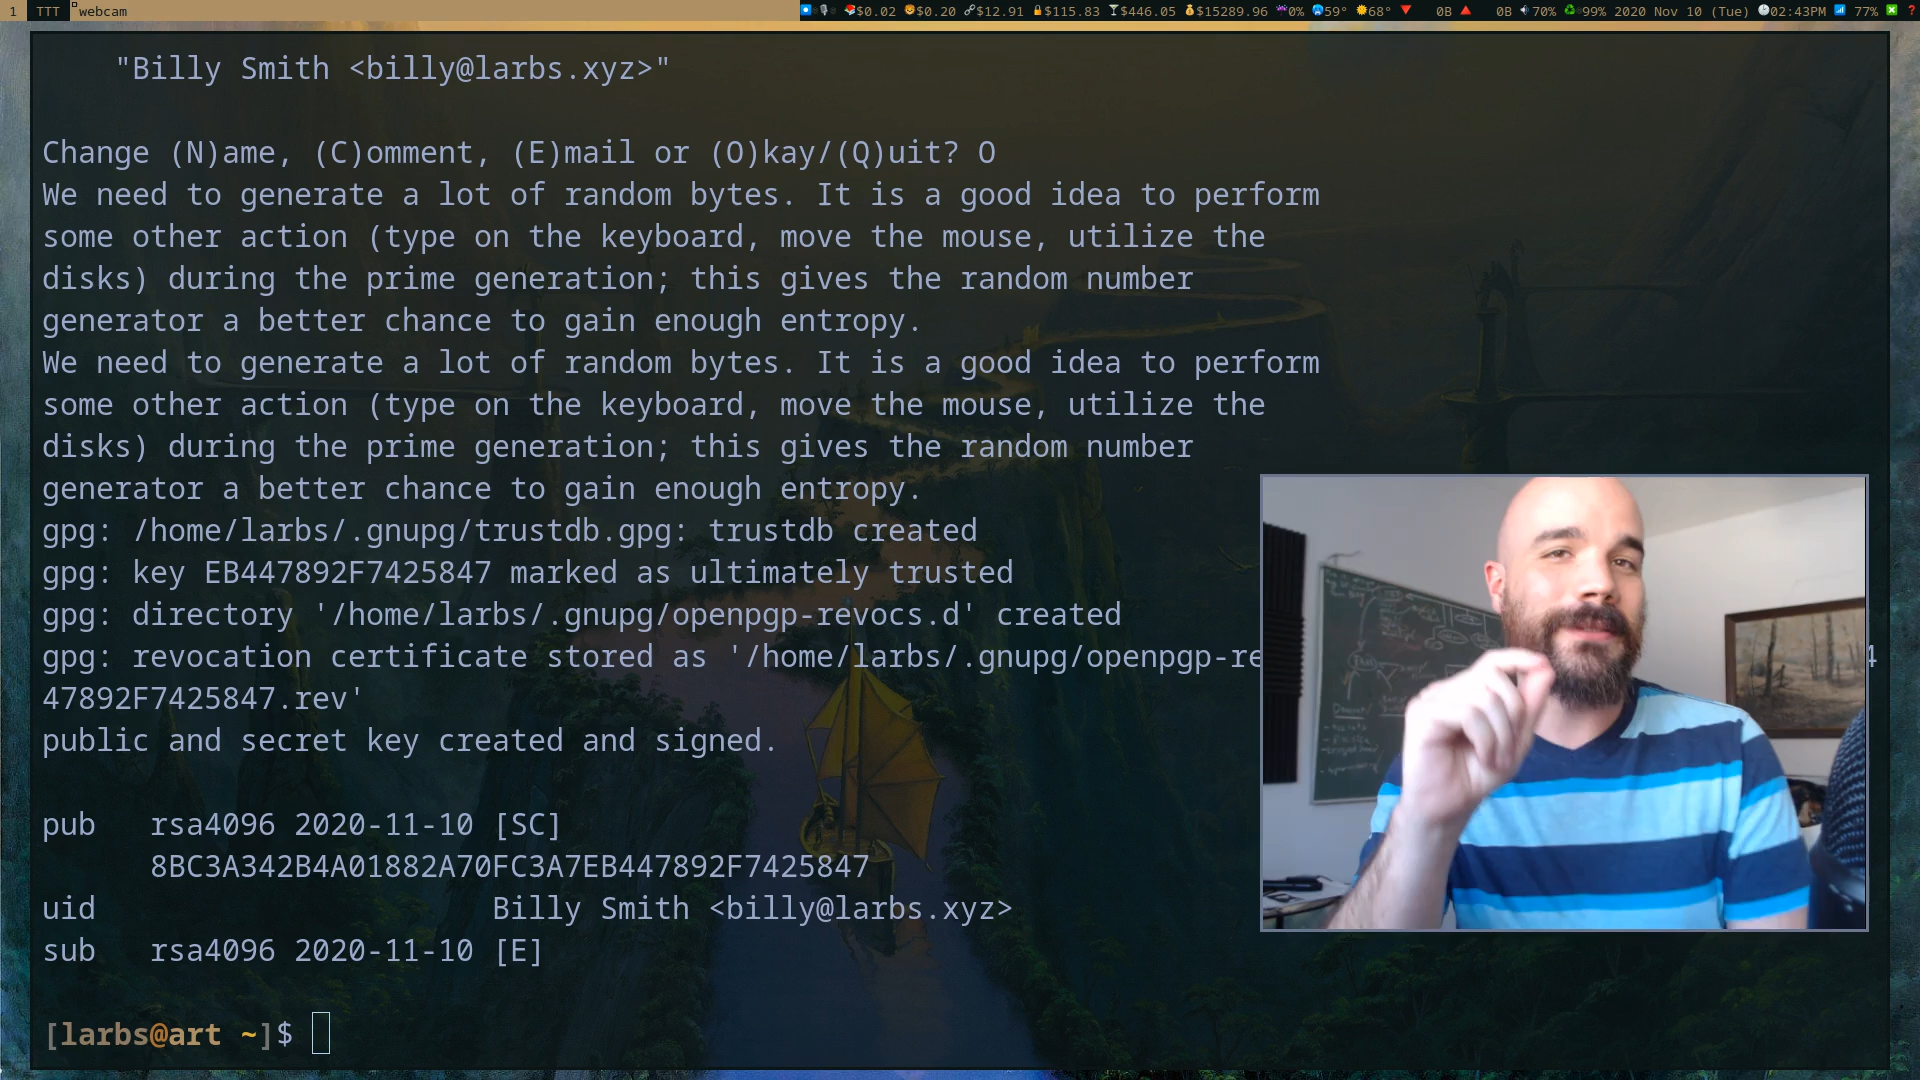 1 TTT webcam $0.02 $0.20 $12.91 $115.83 $446.05 $15289.96 0% 59° 68° 0B 0B 70% 99% 2020 Nov 10 (Tue) 02:43PM 77% ?
"Billy Smith <billy@larbs.xyz>"
Change (N)ame, (C)omment, (E)mail or (O)kay/(Q)uit? O
We need to generate a lot of random bytes. It is a good idea to perform
some other action (type on the keyboard, move the mouse, utilize the
disks) during the prime generation; this gives the random number
generator a better chance to gain enough entropy.
We need to generate a lot of random bytes. It is a good idea to perform
some other action (type on the keyboard, move the mouse, utilize the
disks) during the prime generation; this gives the random number
generator a better chance to gain enough entropy.
gpg: /home/larbs/.gnupg/trustdb.gpg: trustdb created
gpg: key EB447892F7425847 marked as ultimately trusted
gpg: directory '/home/larbs/.gnupg/openpgp-revocs.d' created
gpg: revocation certificate stored as '/home/larbs/.gnupg/openpgp-re 4
47892F7425847.rev'
public and secret key created and signed.
pub rsa4096 2020-11-10 [SC]
8BC3A342B4A01882A70FC3A7EB447892F7425847
uid Billy Smith <billy@larbs.xyz>
sub rsa4096 2020-11-10 [E]
[larbs@art ~]$